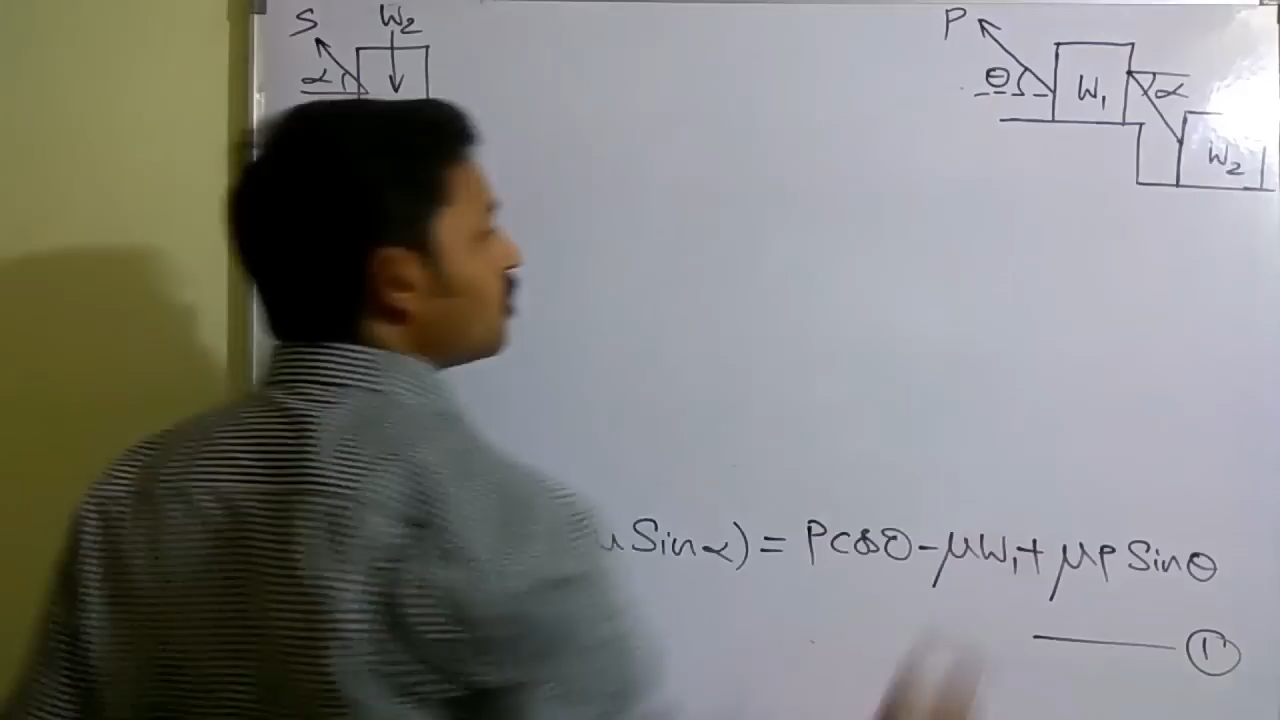 S W2
α
P
θ W1 α
W2
μ Sinα) = Pcosθ - μW1 + μP Sinθ
1